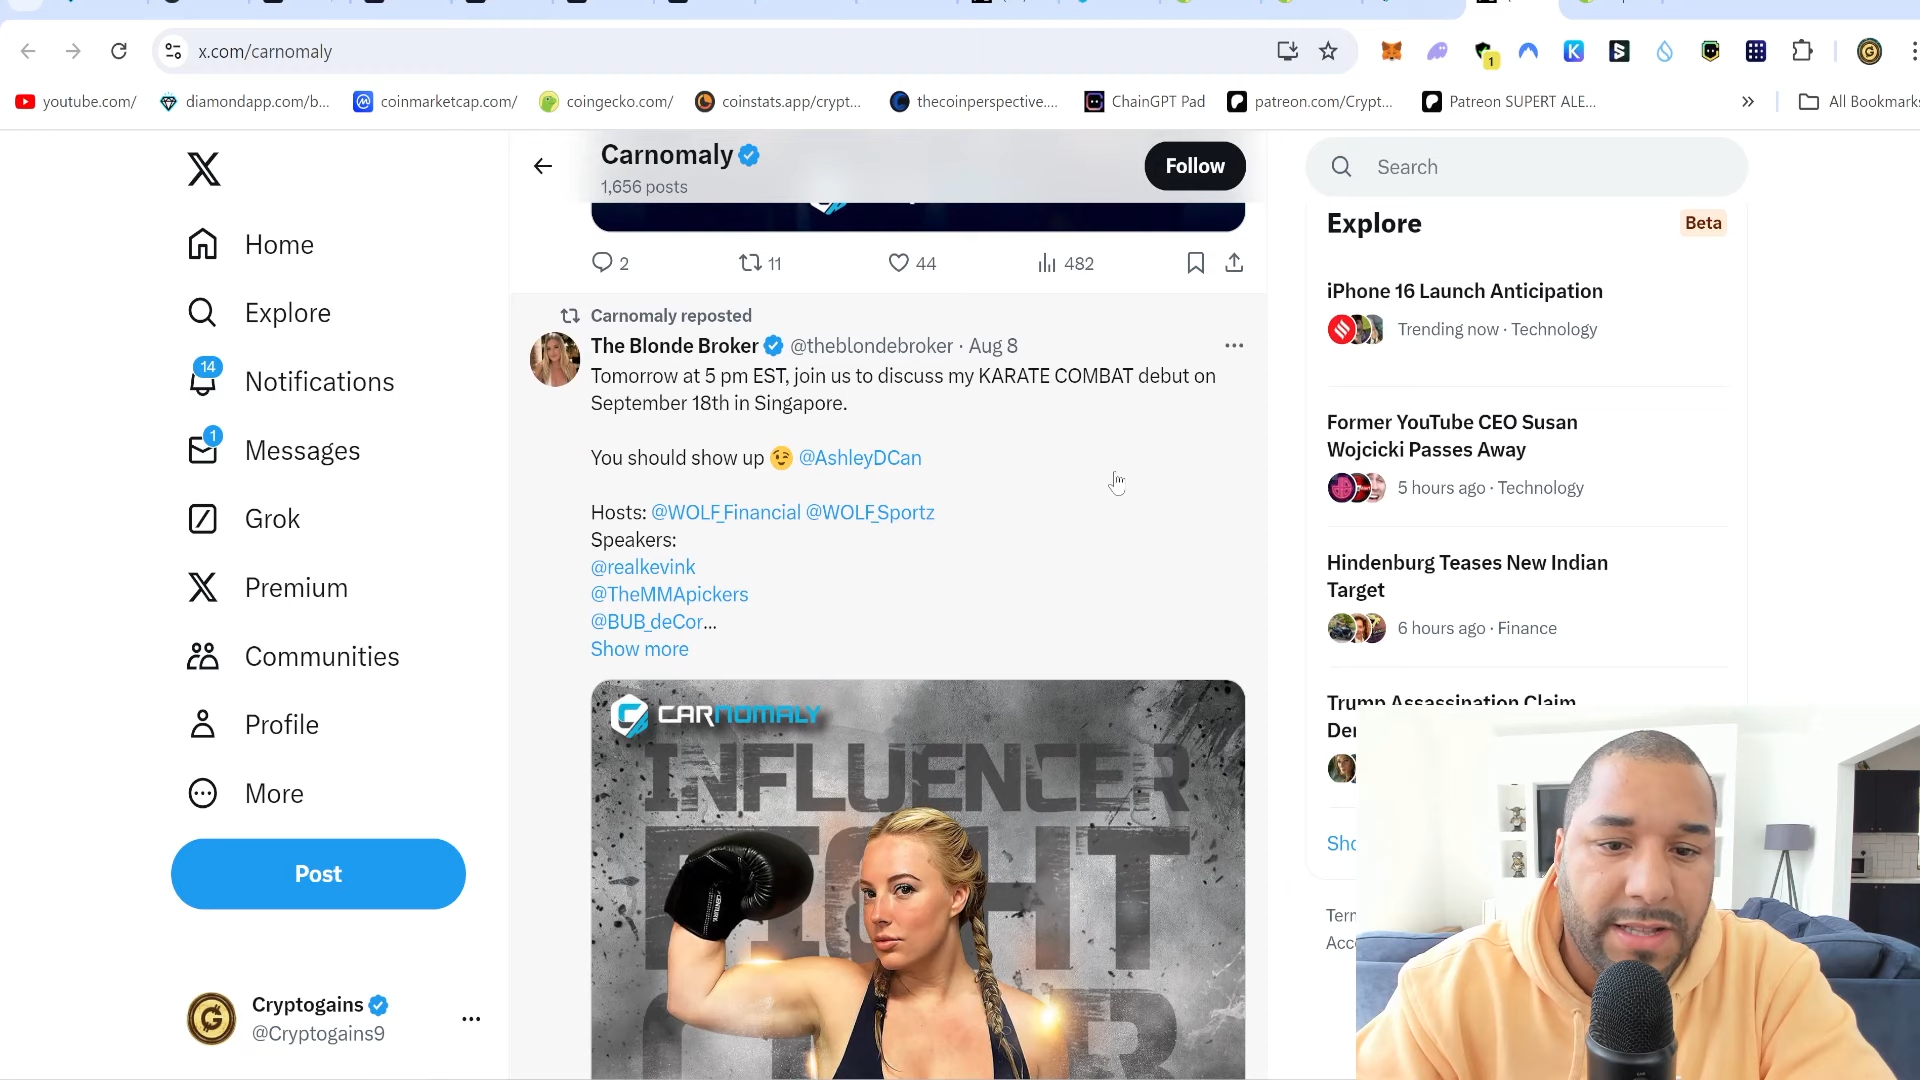 x.com/carnomaly
1
youtube.com/
diamondapp.com/b...
coinmarketcap.com/
coingecko.com/
coinstats.app/crypt...
thecoinperspective....
ChainGPT Pad
patreon.com/Crypt...
Patreon SUPERT ALE...
All Bookmarks
Home
Explore
14
Notifications
1
Messages
Grok
Premium
Communities
Profile
More
Post
Cryptogains
@Cryptogains9
Carnomaly
1,656 posts
Follow
2
11
44
482
Carnomaly reposted
The Blonde Broker @theblondebroker · Aug 8
Tomorrow at 5 pm EST, join us to discuss my KARATE COMBAT debut on
September 18th in Singapore.
You should show up 😉 @AshleyDCan
Hosts: @WOLF_Financial @WOLF_Sportz
Speakers:
@realkevink
@TheMMApickers
@BUB_deCor...
Show more
CARNOMALY
INFLUENCER
FIGHT
CENTURY
Search
Explore
Beta
iPhone 16 Launch Anticipation
Trending now · Technology
Former YouTube CEO Susan
Wojcicki Passes Away
5 hours ago · Technology
Hindenburg Teases New Indian
Target
6 hours ago · Finance
Trump Assassination Claim